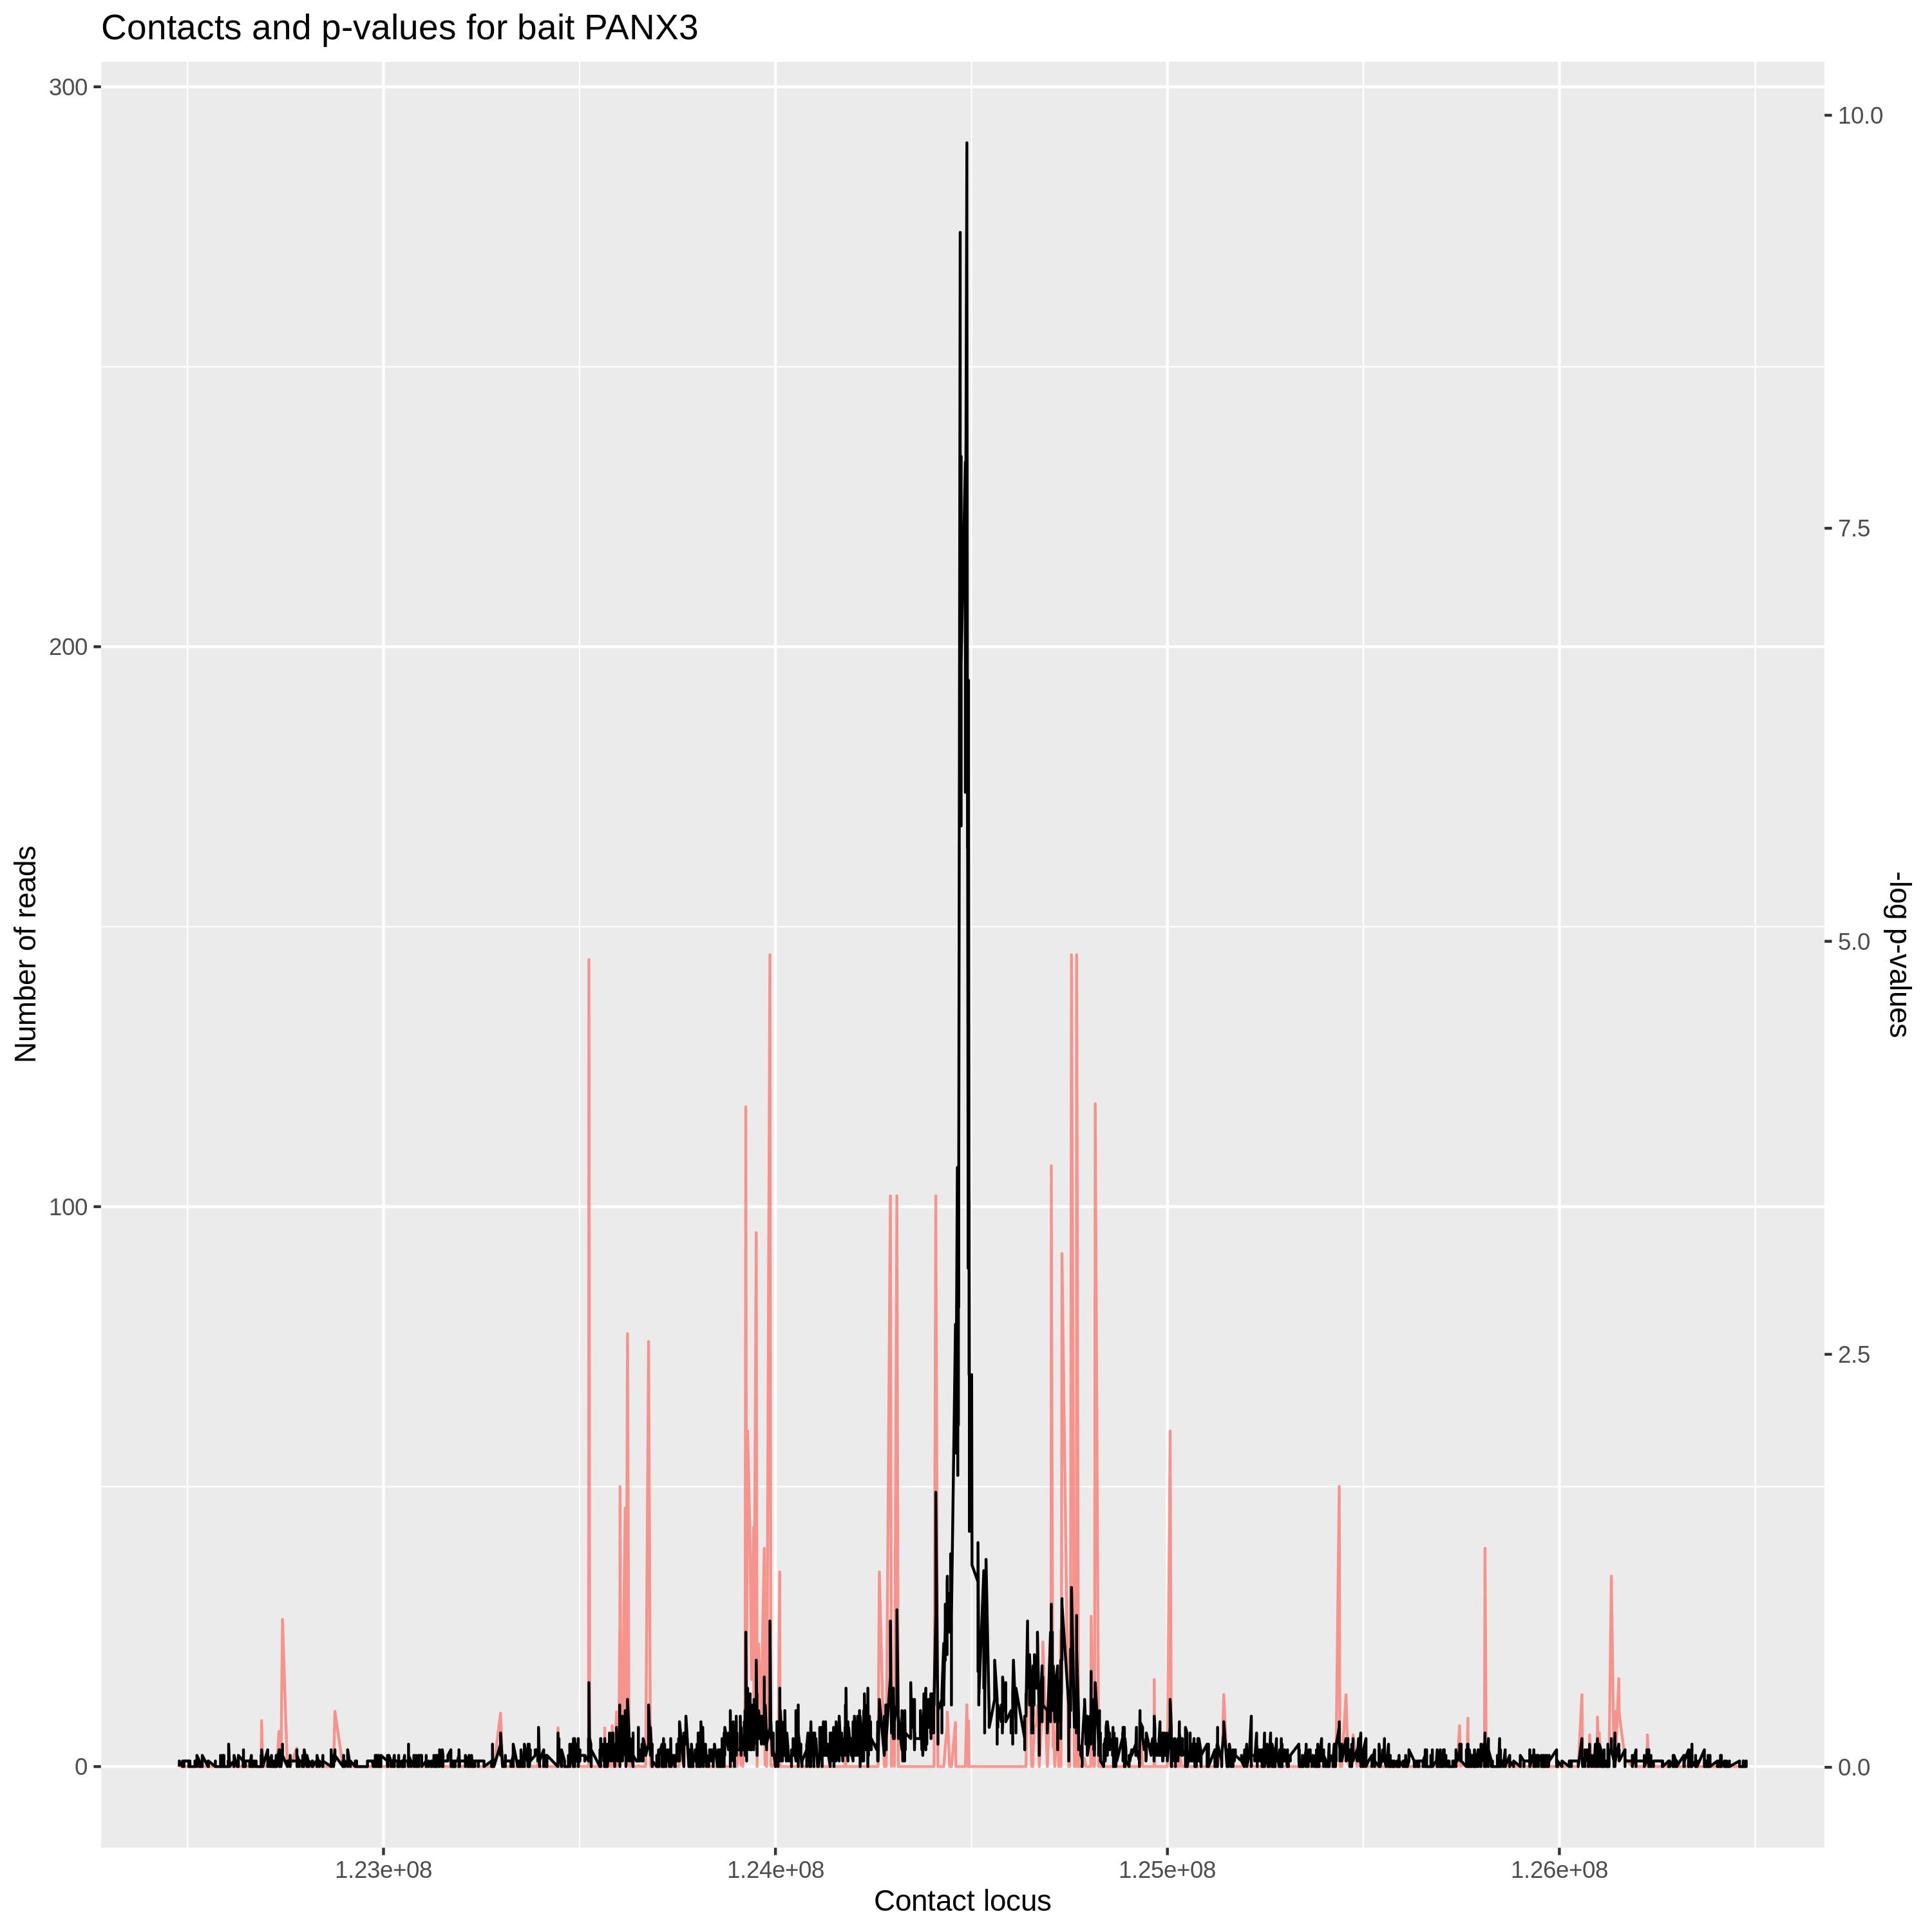 Contacts and p-values for bait PANX3
300
200
100
0
Number of reads
10.0
7.5
5.0
2.5
0.0
-log p-values
1.23e+08
1.24e+08
1.25e+08
1.26e+08
Contact locus